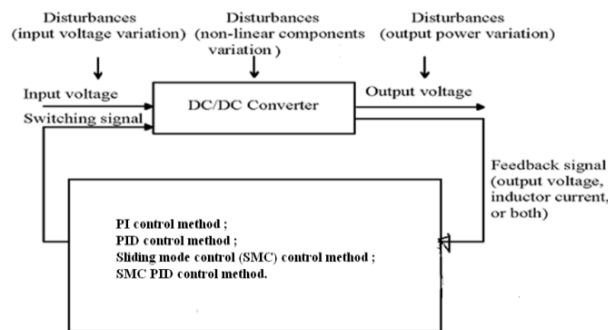 Disturbances
(input voltage variation)
Disturbances
(non-linear components
variation )
Disturbances
(output power variation)
Input voltage
Switching signal
DC/DC Converter
Output voltage
Feedback signal
(output voltage,
inductor current,
or both)
PI control method ;
PID control method ;
Sliding mode control (SMC) control method ;
SMC PID control method.